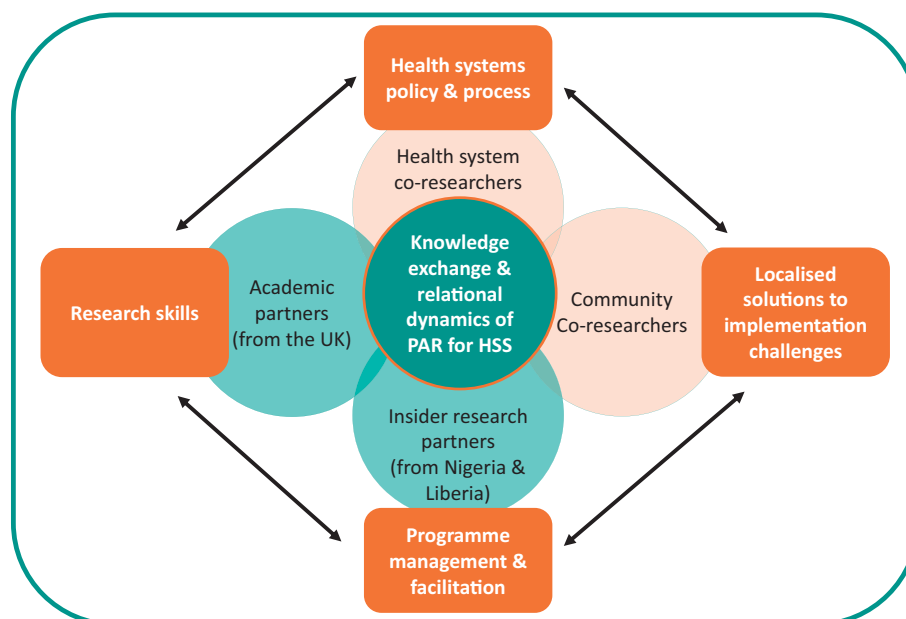 Health systems
policy & process
Health system
co-researchers
Research skills
Academic
partners
(from the UK)
Knowledge
exchange &
relational
dynamics of
PAR for HSS
Community
Co-researchers
Localised
solutions to
implementation
challenges
Insider research
partners
(from Nigeria &
Liberia)
Programme
management &
facilitation